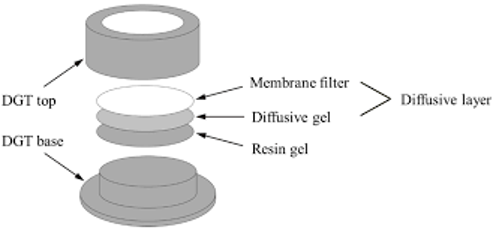 Membrane filter
DGT top
Diffusive gel
Diffusive layer
DGT base
Resin gel